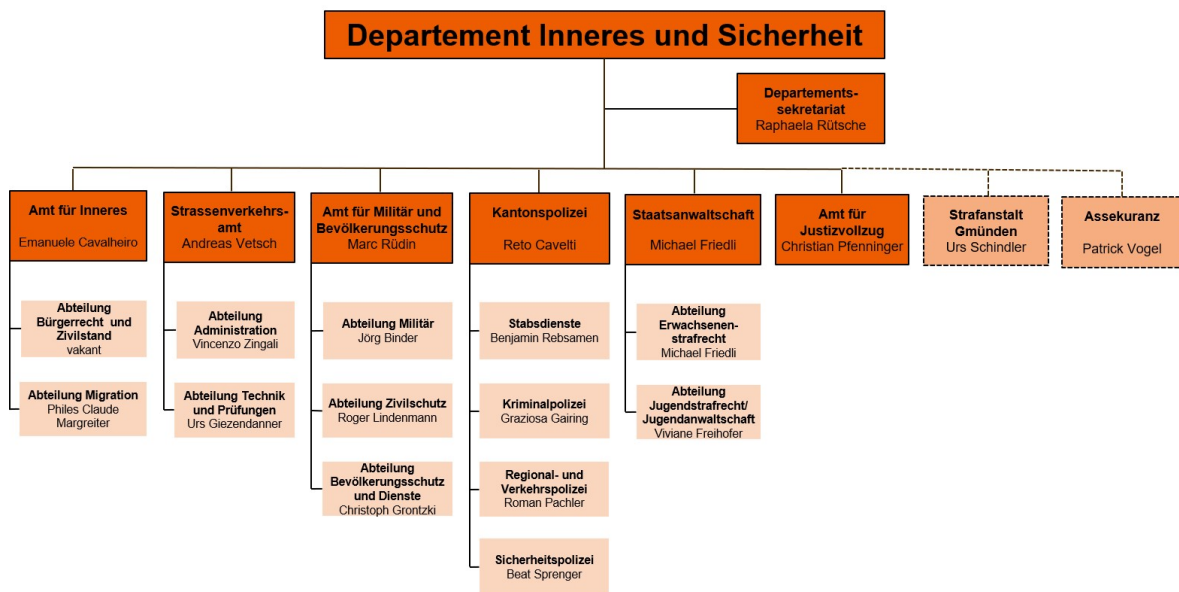 Departement Inneres und Sicherheit
Departements-
sekretariat
Raphaela Rütsche
Amt für Inneres
Emanuele Cavalheiro
Strassenverkehrs-
amt
Andreas Vetsch
Amt für Militär und
Bevölkerungsschutz
Marc Rüdin
Kantonspolizei
Reto Cavelti
Staatsanwaltschaft
Michael Friedli
Amt für
Justizvollzug
Christian Pfenninger
Strafanstalt
Gmünden
Urs Schindler
Assekuranz
Patrick Vogel
Abteilung
Bürgerrecht und
Zivilstand
vakant
Abteilung Migration
Philes Claude
Margreiter
Abteilung
Administration
Vincenzo Zingali
Abteilung Technik
und Prüfungen
Urs Giezendanner
Abteilung Militär
Jörg Binder
Abteilung Zivilschutz
Roger Lindenmann
Abteilung
Bevölkerungsschutz
und Dienste
Christoph Grontzki
Stabsdienste
Benjamin Rebsamen
Kriminalpolizei
Graziosa Gairing
Regional- und
Verkehrspolizei
Roman Pachler
Sicherheitspolizei
Beat Sprenger
Abteilung
Erwachsenen-
strafrecht
Michael Friedli
Abteilung
Jugendstrafrecht/
Jugendanwaltschaft
Viviane Freihofer